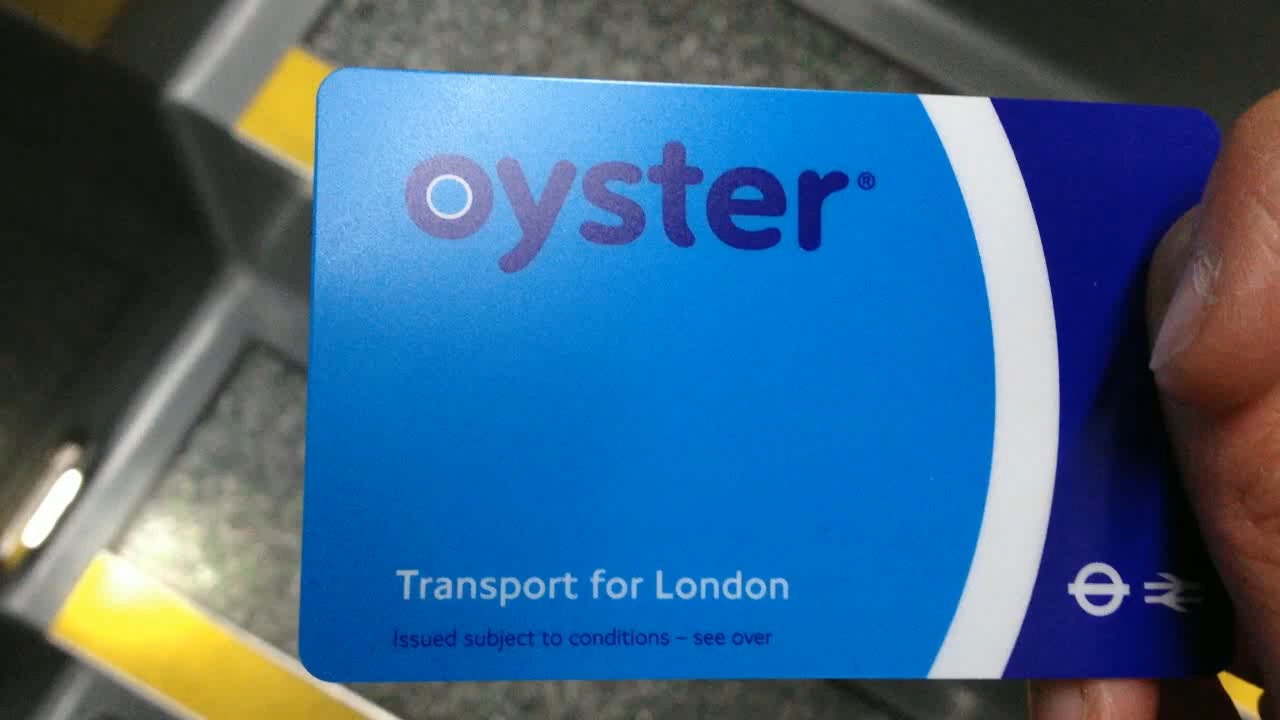 oyster®
Transport for London
Issued subject to conditions – see over